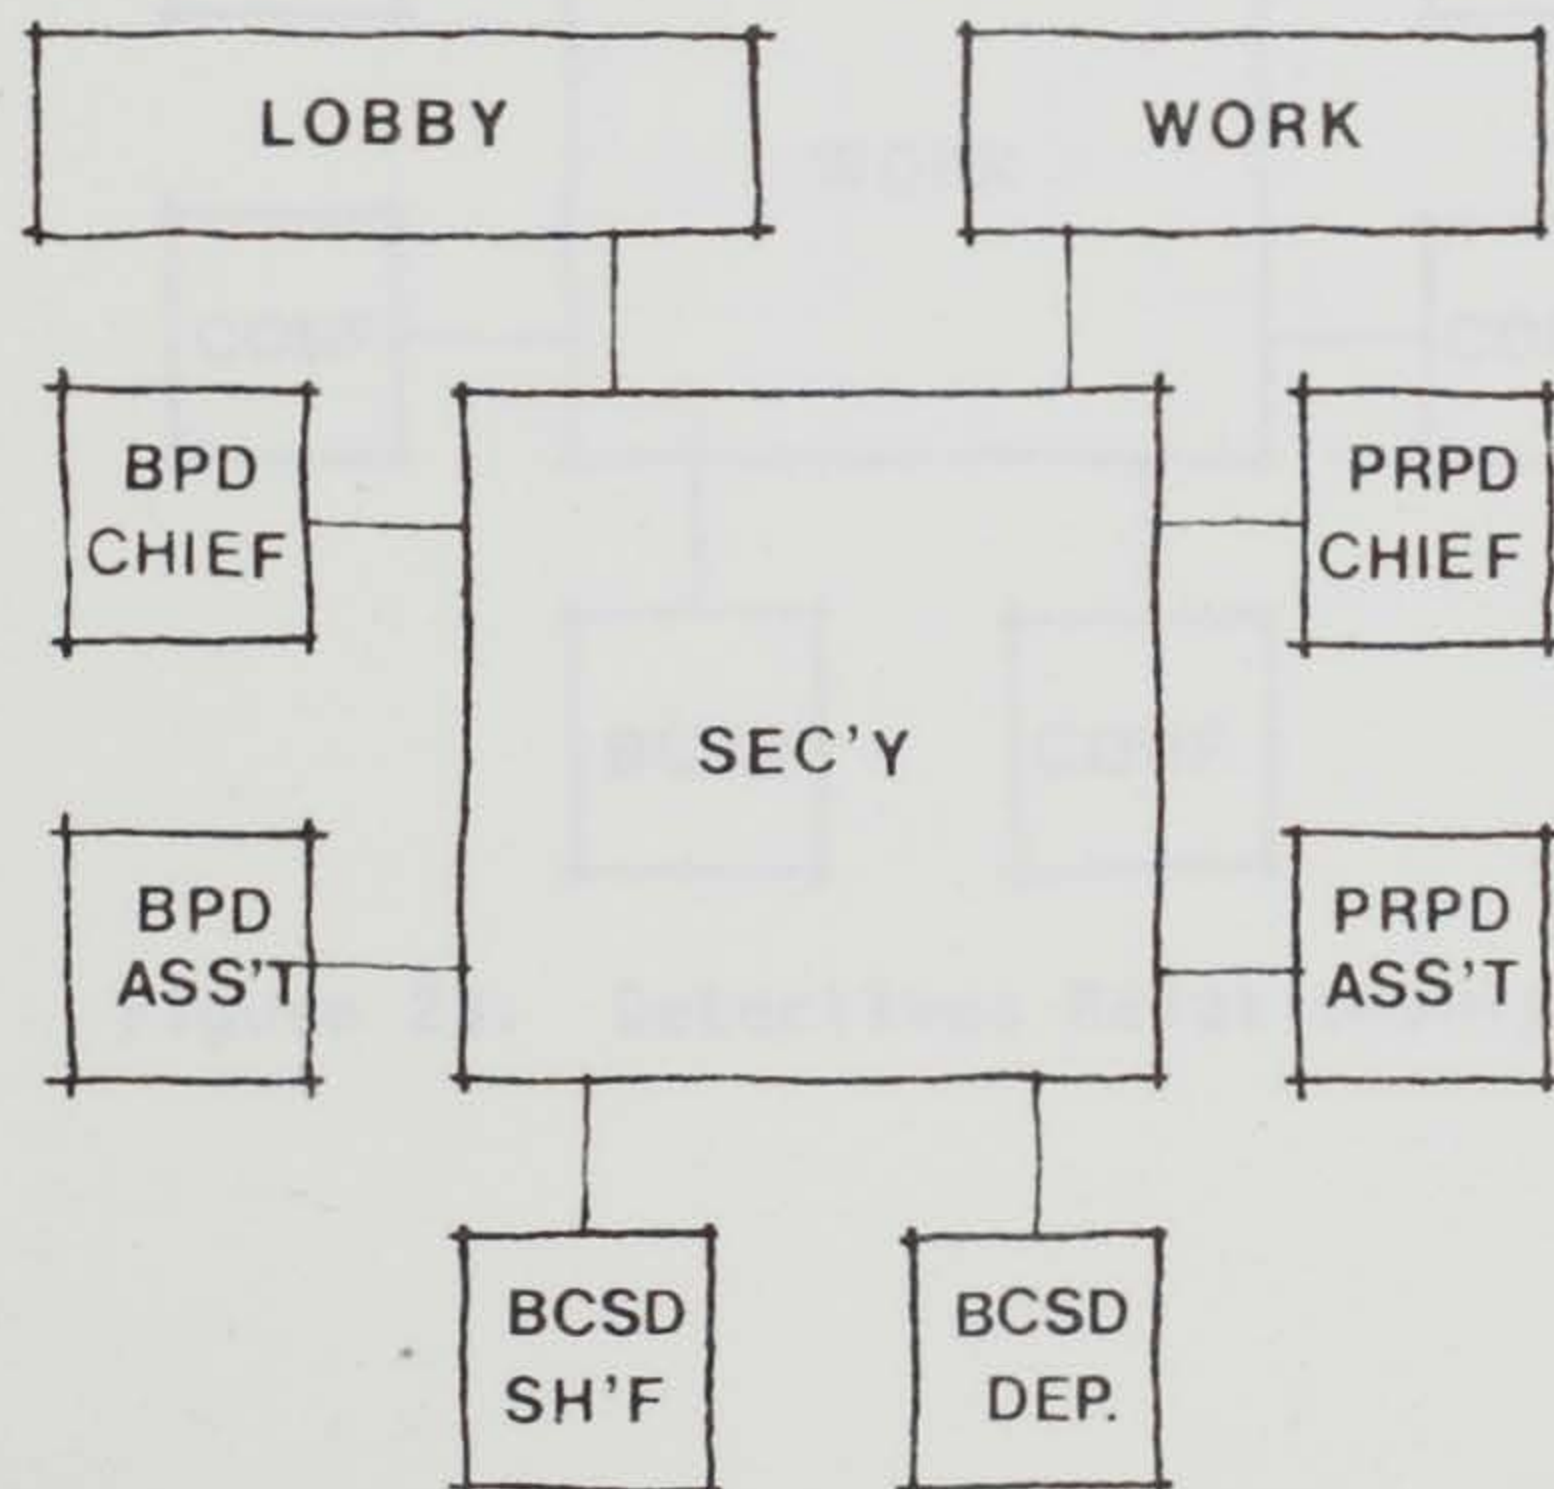 LOBBY
WORK
BPD
CHIEF
PRPD
CHIEF
SEC'Y
BPD
ASS'T
PRPD
ASS'T
BCSD
SH'F
BCSD
DEP.